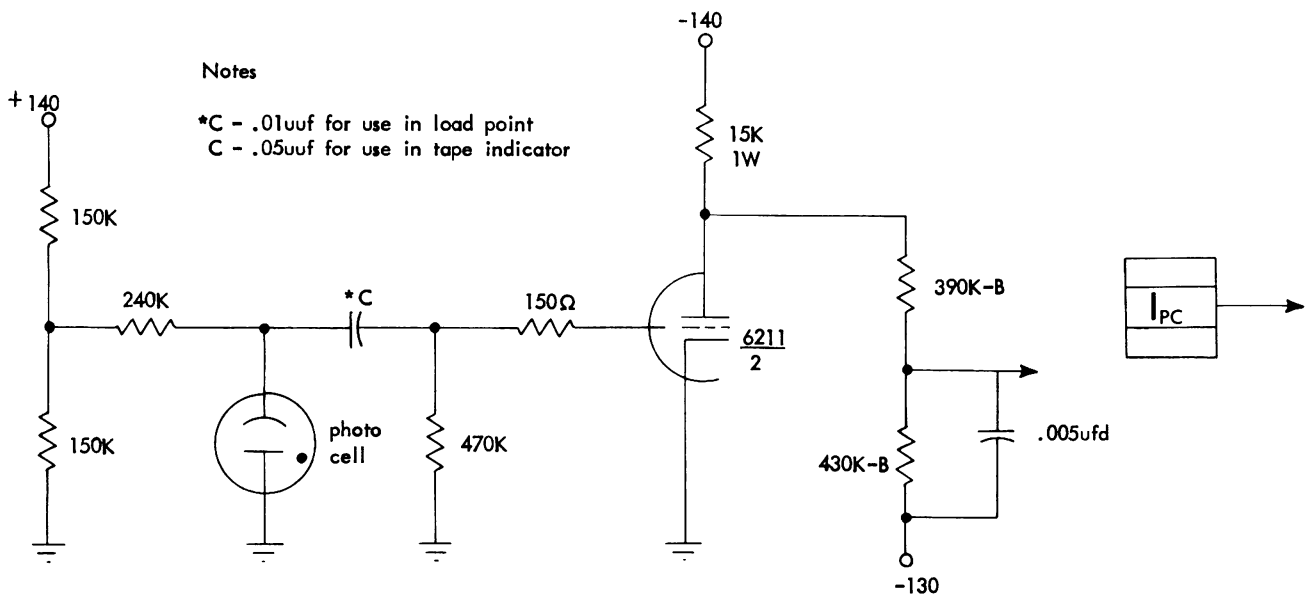 -140
Notes
+140
*C - .01uuf for use in load point
C - .05uuf for use in tape indicator
15K
1W
150K
240K
*C
150Ω
390K-B
I PC
6211
2
150K
photo
cell
470K
430K-B
.005ufd
-130